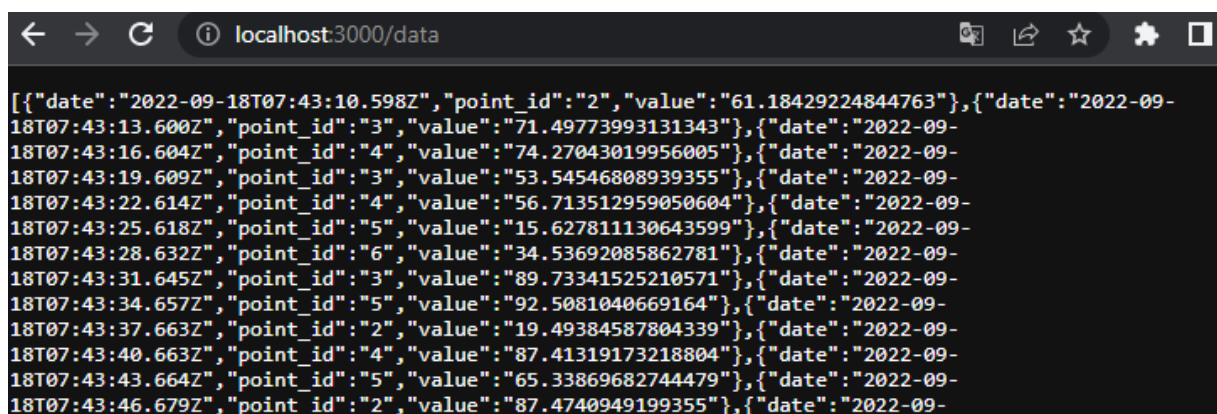 localhost:3000/data
[{"date":"2022-09-18T07:43:10.598Z","point_id":"2","value":"61.18429224844763"},{"date":"2022-09-
18T07:43:13.600Z","point_id":"3","value":"71.49773993131343"},{"date":"2022-09-
18T07:43:16.604Z","point_id":"4","value":"74.27043019956005"},{"date":"2022-09-
18T07:43:19.609Z","point_id":"3","value":"53.54546808939355"},{"date":"2022-09-
18T07:43:22.614Z","point_id":"4","value":"56.713512959050604"},{"date":"2022-09-
18T07:43:25.618Z","point_id":"5","value":"15.627811130643599"},{"date":"2022-09-
18T07:43:28.632Z","point_id":"6","value":"34.53692085862781"},{"date":"2022-09-
18T07:43:31.645Z","point_id":"3","value":"89.73341525210571"},{"date":"2022-09-
18T07:43:34.657Z","point_id":"5","value":"92.5081040669164"},{"date":"2022-09-
18T07:43:37.663Z","point_id":"2","value":"19.49384587804339"},{"date":"2022-09-
18T07:43:40.663Z","point_id":"4","value":"87.41319173218804"},{"date":"2022-09-
18T07:43:43.664Z","point_id":"5","value":"65.33869682744479"},{"date":"2022-09-
18T07:43:46.679Z","point_id":"2","value":"87.4740949199355"},{"date":"2022-09-